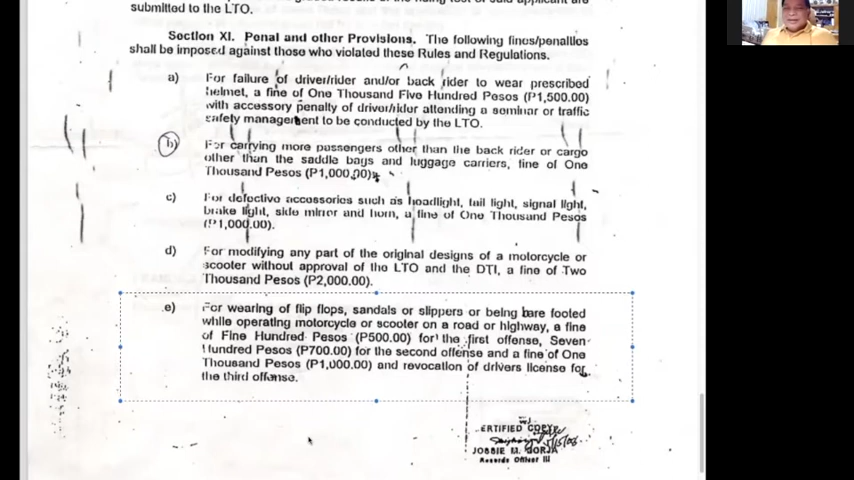 submitted to the LTO.
Section XI. Penal and other Provisions. The following fines/penalties
shall be imposed against those who violated these Rules and Regulations.
a) For failure of driver/rider and/or back rider to wear prescribed
helmet, a fine of One Thousand Five Hundred Pesos (P1,500.00)
with accessory penalty of driver/rider attending a seminar or traffic
safety management to be conducted by the LTO.
b) For carrying more passengers other than the back rider or cargo
other than the saddle bags and luggage carriers, fine of One
Thousand Pesos (P1,000.00)
c) For defective accessories such as headlight, tail light, signal light,
brake light, side mirror and horn, a fine of One Thousand Pesos
(P1,000.00).
d) For modifying any part of the original designs of a motorcycle or
scooter without approval of the LTO and the DTI, a fine of Two
Thousand Pesos (P2,000.00).
e) For wearing of flip flops, sandals or slippers or being bare footed
while operating motorcycle or scooter on a road or highway, a fine
of Fine Hundred Pesos (P500.00) for the first offense, Seven
Hundred Pesos (P700.00) for the second offense and a fine of One
Thousand Pesos (P1,000.00) and revocation of drivers license for
the third offense.
ERTIFIED COPY
JOSSIE M. BORJA
Records Officer III